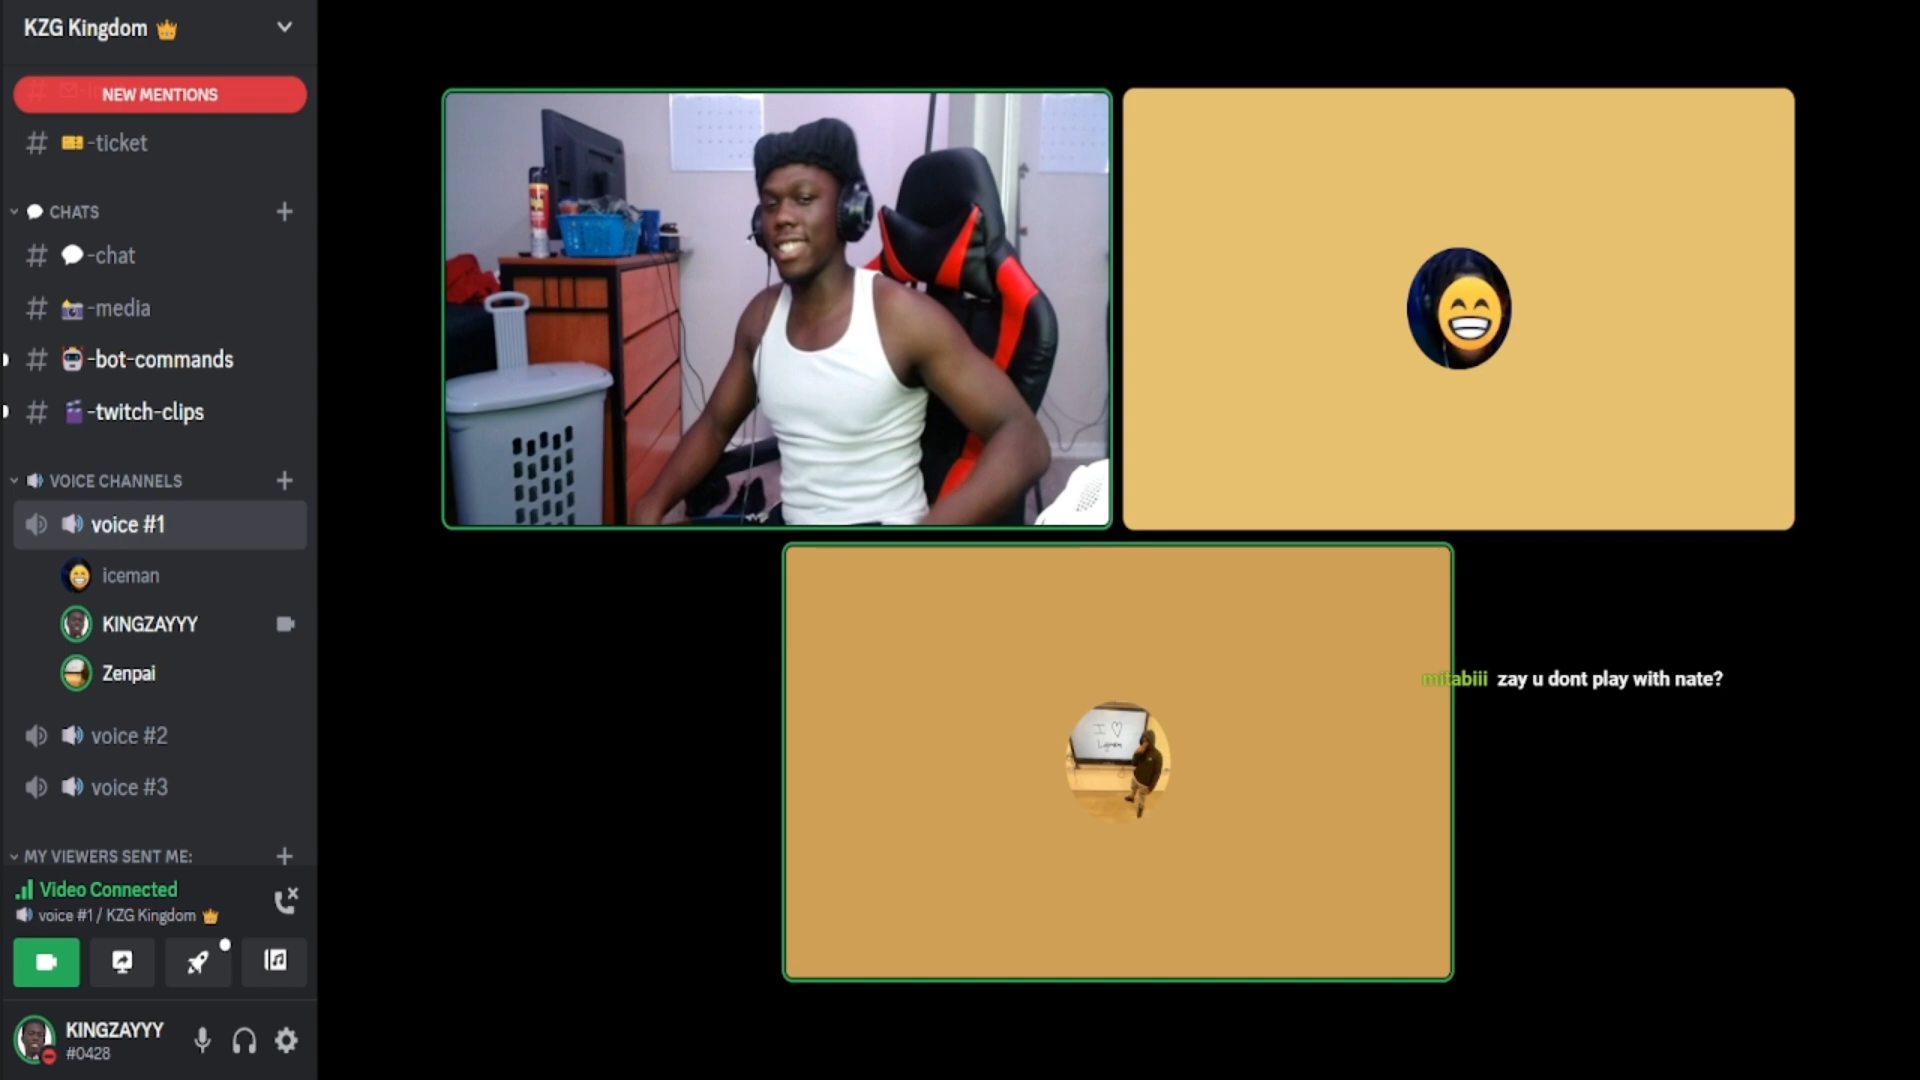 KZG Kingdom 👑
NEW MENTIONS
# 🎫-ticket
💬 CHATS
# 💬-chat
# 📸-media
# 🤖-bot-commands
# 🎬-twitch-clips
🔊 VOICE CHANNELS
🔊 voice #1
iceman
KINGZAYYY
Zenpai
🔊 voice #2
🔊 voice #3
MY VIEWERS SENT ME:
Video Connected
🔊 voice #1 / KZG Kingdom 👑
KINGZAYYY
#0428
I ♡
mitabiii zay u dont play with nate?